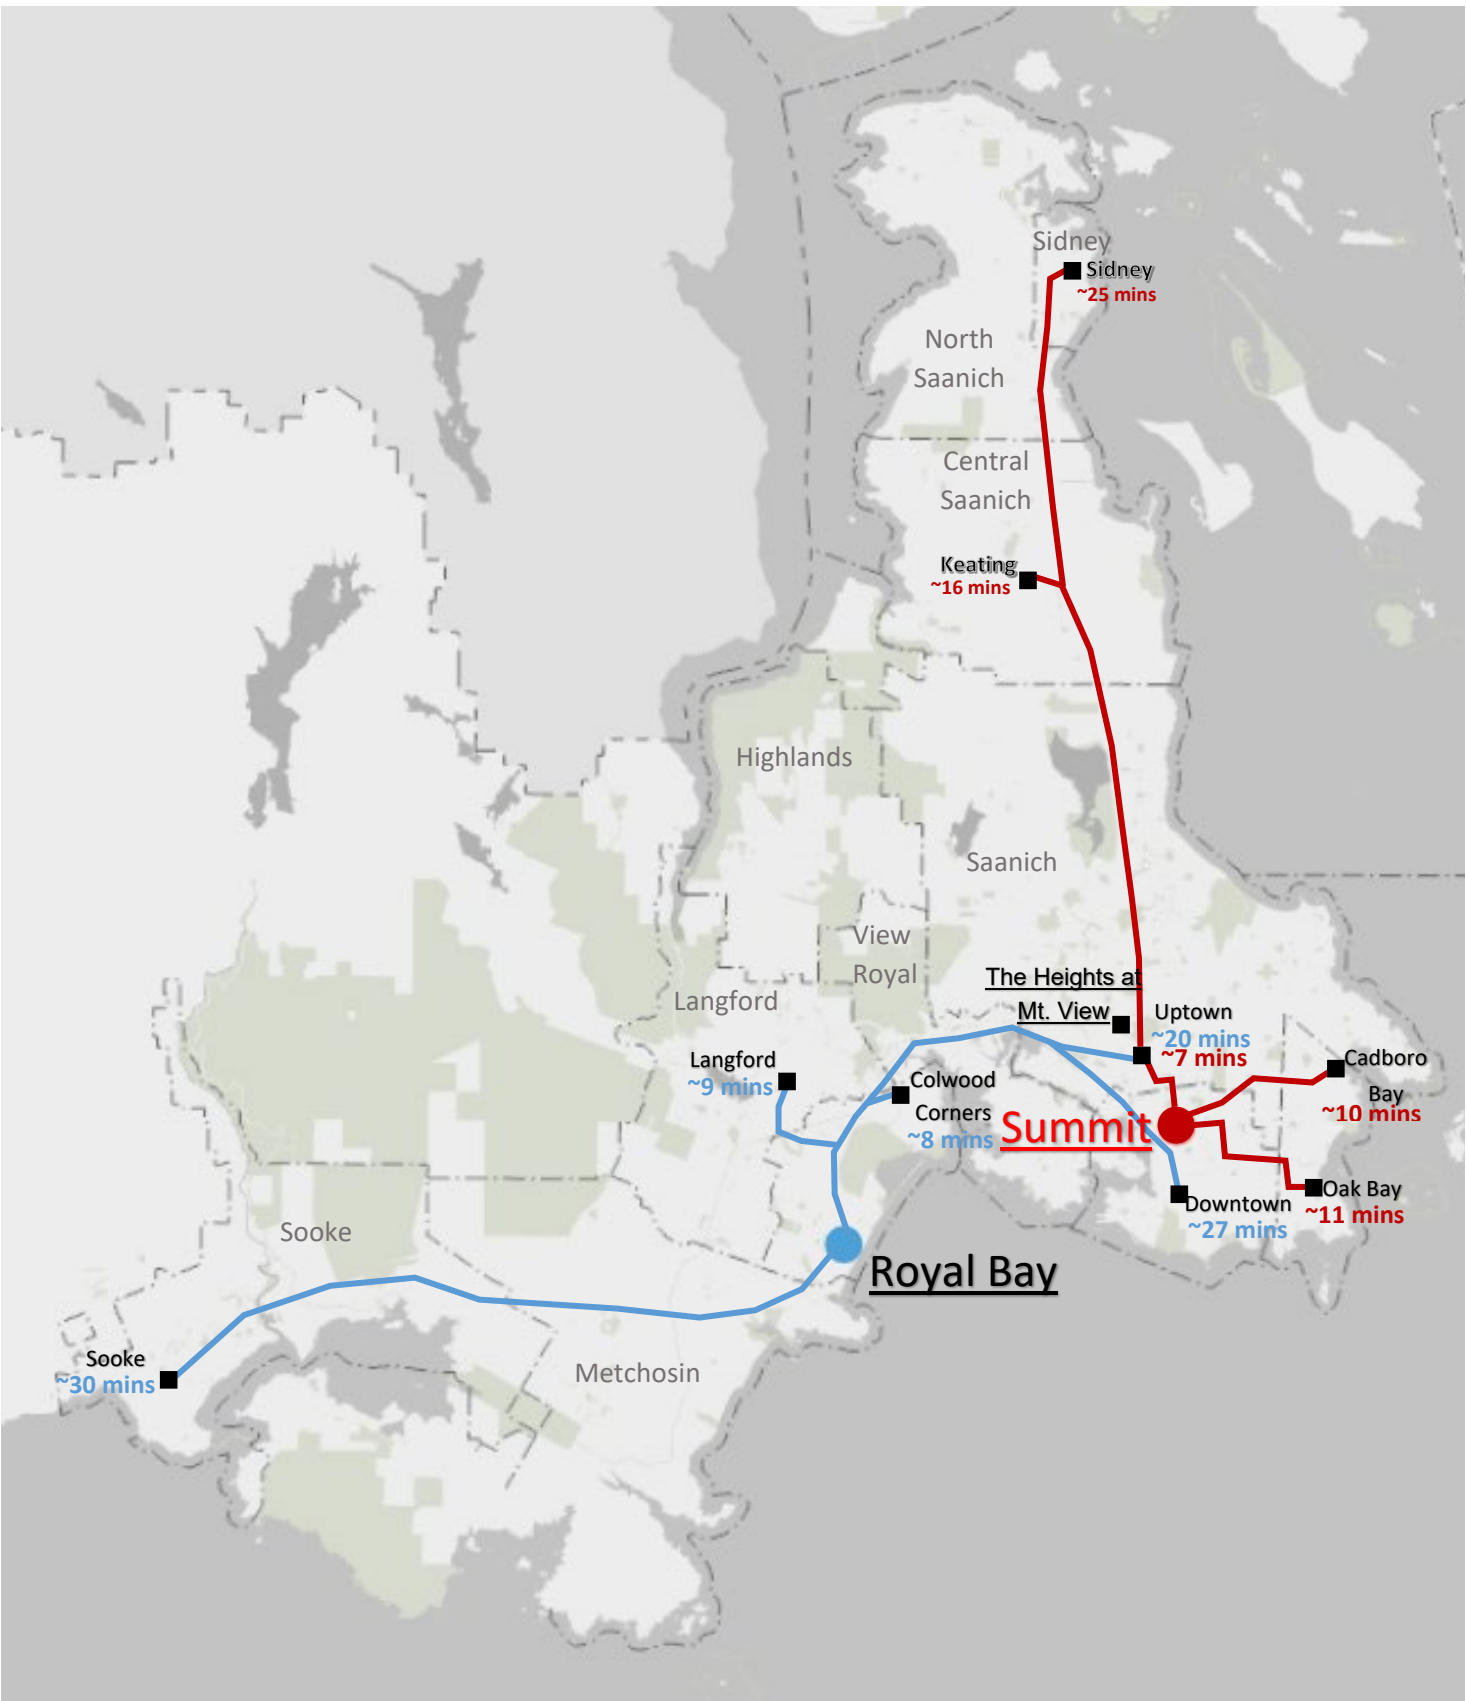 Sidney
Sidney
~25 mins
North
Saanich
Central
Saanich
Keating
~16 mins
Highlands
Saanich
View
Royal
The Heights at
Mt. View
Langford
Uptown
~20 mins
~7 mins
Langford
~9 mins
Colwood
Corners
~8 mins
Cadboro
Bay
~10 mins
Summit
Oak Bay
~11 mins
Downtown
~27 mins
Sooke
Royal Bay
Sooke
~30 mins
Metchosin